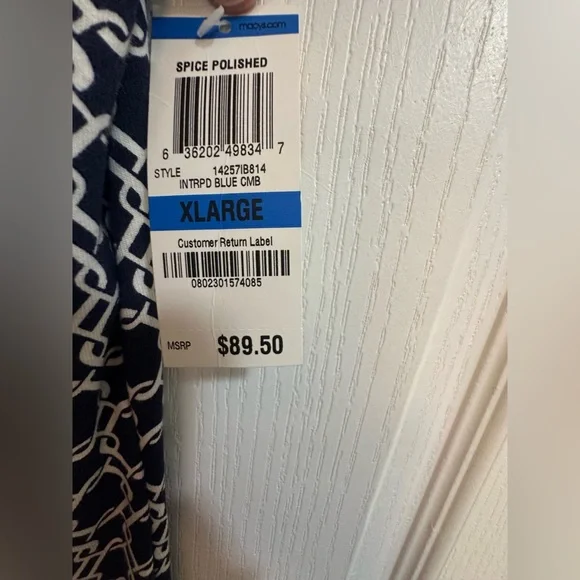 macys.com
SPICE POLISHED
6 36202 49834 7
STYLE 14257IB814
INTRPD BLUE CMB
XLARGE
Customer Return Label
0802301574085
MSRP $89.50